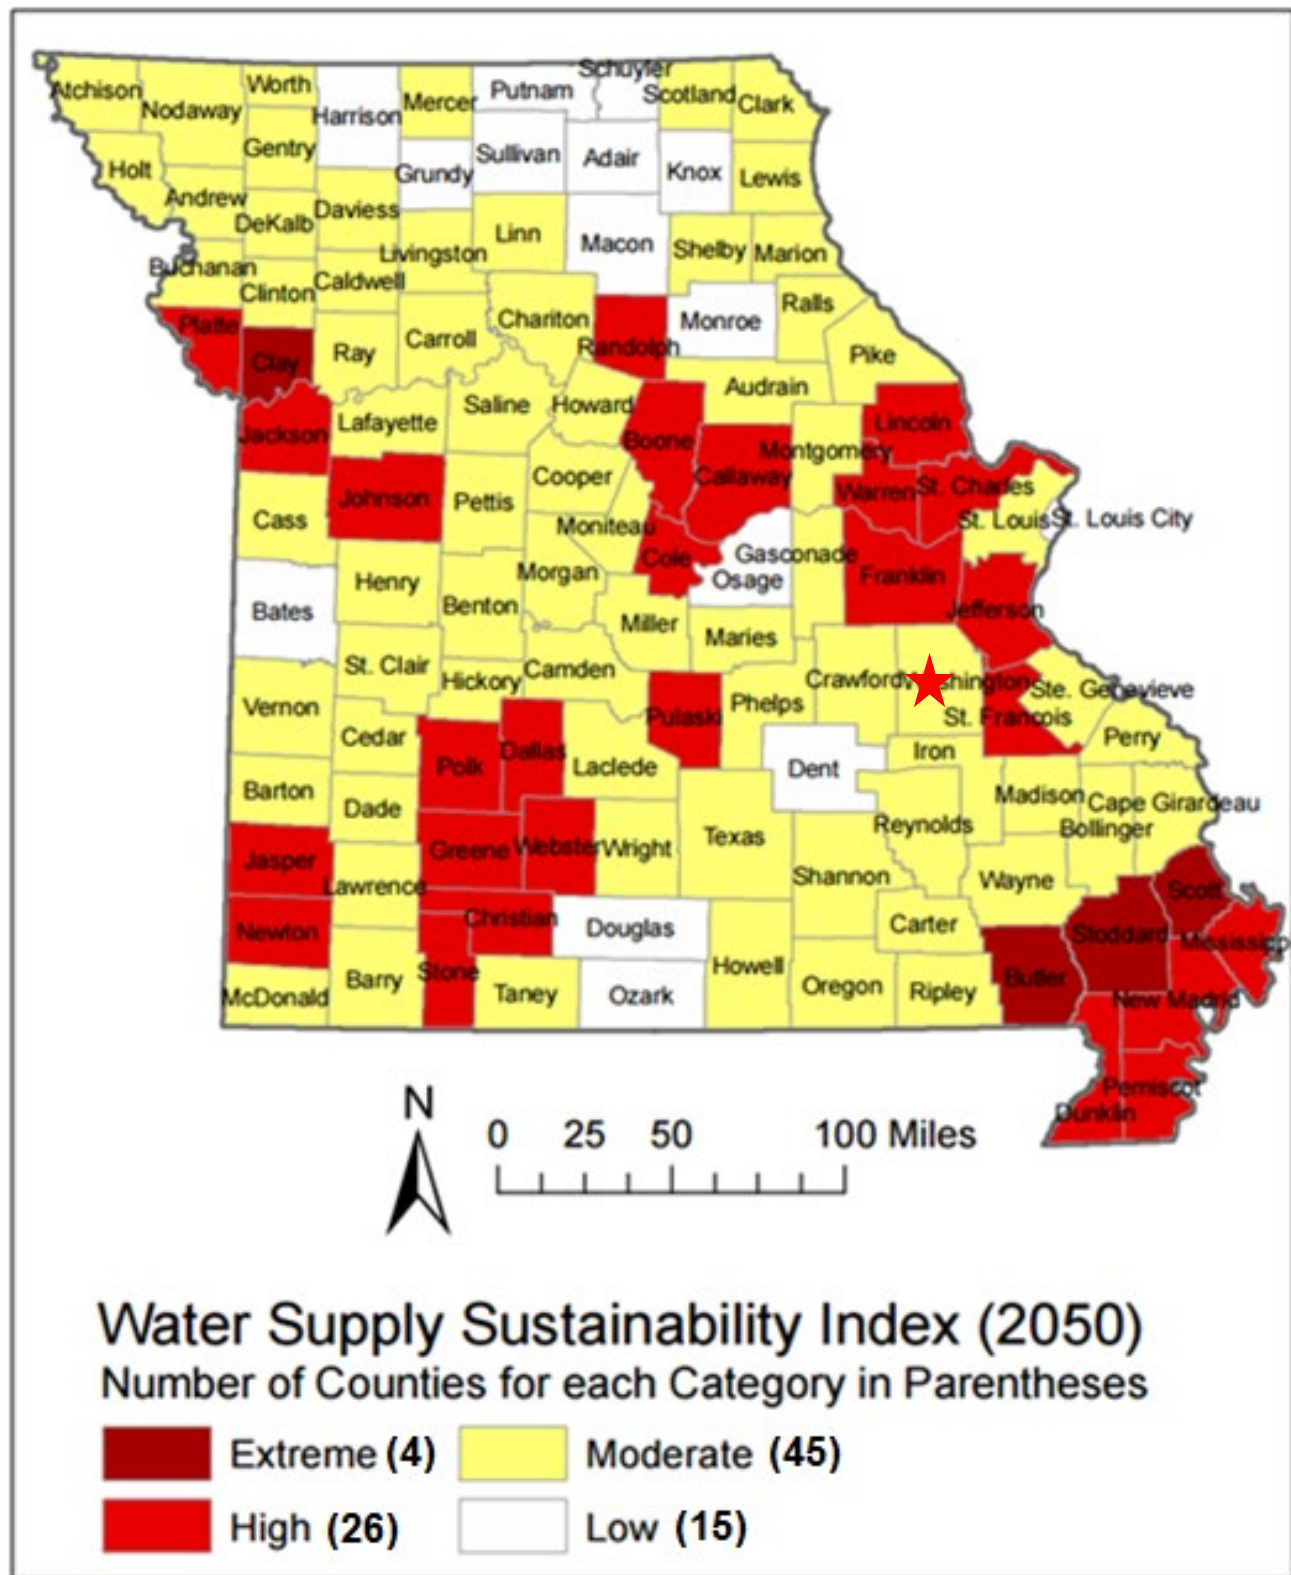 Schuyler
Atchison Nodaway Worth Harrison Mercer Putnam Scotland Clark
Holt Gentry Grundy Sullivan Adair Knox Lewis
Andrew DeKalb Daviess Livingston Linn Macon Shelby Marion
Buchanan Clinton Caldwell Carroll Chariton Randolph Monroe Ralls
Platte Clay Ray Audrain Pike
Jackson Lafayette Saline Howard Boone Callaway Montgomery Lincoln
Johnson Pettis Cooper Warren St. Charles
Cass Moniteau St. Louis St. Louis City
Bates Henry Benton Morgan Cole Osage Gasconade Franklin Jefferson
Miller Maries
St. Clair Hickory Camden Crawford Ste. Genevieve
Vernon Pulaski Phelps St. Francois
Cedar Polk Dallas Laclede Dent Iron Perry
Barton Dade Texas Reynolds Madison Cape Girardeau
Bollinger
Jasper Lawrence Greene Webster Wright Shannon Wayne Scott
Newton Christian Douglas Carter Stoddard Mississipp
McDonald Barry Stone Taney Ozark Howell Oregon Ripley Butler New Madrid
Pemiscot
Dunklin
N
0 25 50 100 Miles
Water Supply Sustainability Index (2050)
Number of Counties for each Category in Parentheses
Extreme (4) Moderate (45)
High (26) Low (15)